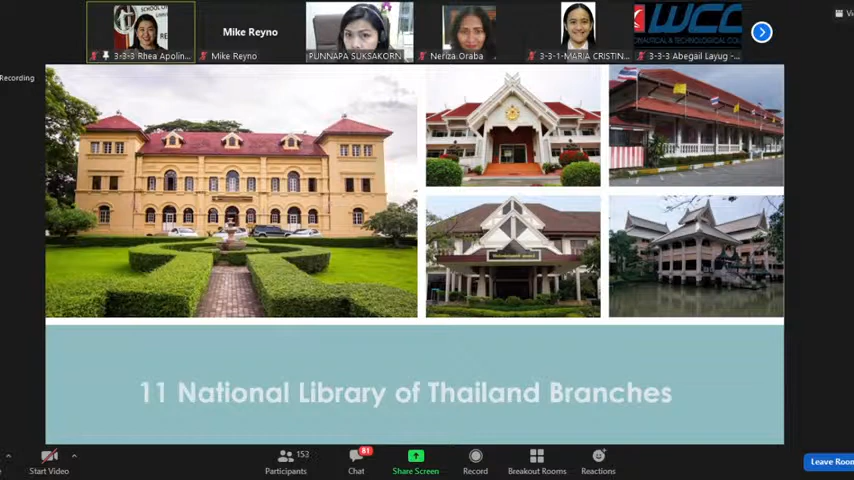 Vi
Mike Reyno
WCC
3-3-3 Rhea Apolin...
Mike Reyno
PUNNAPA SUKSAKORN
Neriza Oraba
3-3-1-MARIA CRISTIN...
3-3-3 Abegail Layug -...
Recording
11 National Library of Thailand Branches
153
81
Start Video
Participants
Chat
Share Screen
Record
Breakout Rooms
Reactions
Leave Room